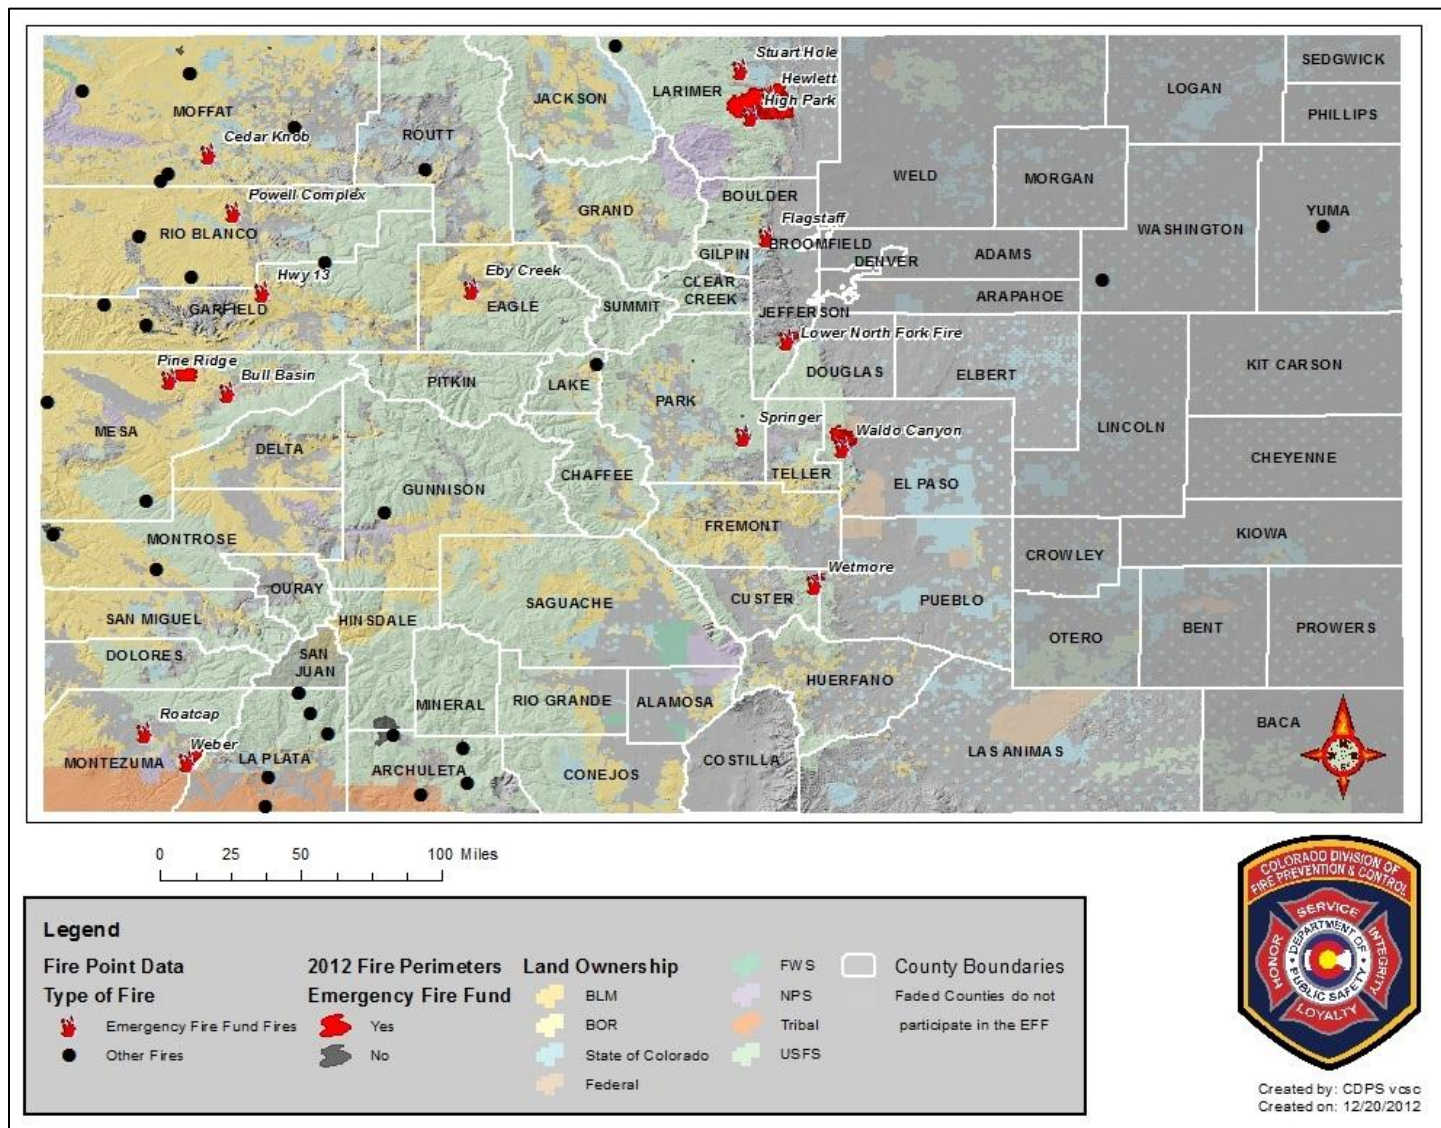 Stuart Hole
SEDGWICK
LOGAN
Hewlett
LARIMER
JACKSON
High Park
MOFFAT
PHILLIPS
ROUTT
Cedar Knob
WELD
MORGAN
Powell Complex
BOULDER
GRAND
YUMA
Flagstaff
WASHINGTON
RIO BLANCO
BROOMFIELD
GILPIN
ADAMS
DENVER
Hwy 13
Eby Creek
CLEAR
CREEK
ARAPAHOE
GARFIELD
EAGLE
SUMMIT
JEFFERSON
Lower North Fork Fire
Pine Ridge
Bull Basin
PITKIN
LAKE
DOUGLAS
ELBERT
KIT CARSON
PARK
Springer
MESA
Waldo Canyon
LINCOLN
DELTA
CHEYENNE
CHAFFEE
TELLER
GUNNISON
EL PASO
FREMONT
MONTROSE
KIOWA
CROWLEY
Wetmore
OURAY
CUSTER
PUEBLO
SAGUACHE
SAN MIGUEL
HINSDALE
BENT
PROWERS
OTERO
DOLORES
SAN
JUAN
HUERFANO
MINERAL
RIO GRANDE
ALAMOSA
Roatcap
BACA
Weber
MONTEZUMA
LA PLATA
ARCHULETA
CONEJOS
COSTILLA
LAS ANIMAS
0 25 50 100 Miles
COLORADO DIVISION OF
FIRE PREVENTION & CONTROL
SERVICE
HONOR
DEPARTMENT OF
PUBLIC SAFETY
INTEGRITY
LOYALTY
Legend
Fire Point Data
Type of Fire
Emergency Fire Fund Fires
Other Fires
2012 Fire Perimeters
Emergency Fire Fund
Yes
No
Land Ownership
BLM
BOR
State of Colorado
Federal
FWS
NPS
Tribal
USFS
County Boundaries
Faded Counties do not
participate in the EFF
Created by: CDPS vcsc
Created on: 12/20/2012